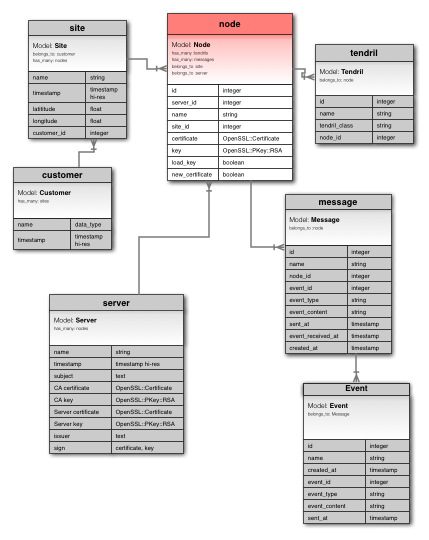 site
Model: Site
belongs_to: customer
has_many: nodes
name string
timestamp timestamp hi-res
latitude float
longitude float
customer_id integer
node
Model: Node
has_many: tendrils
has_many: messages
belongs_to: site
belongs_to: server
id integer
server_id integer
name string
site_id integer
certificate OpenSSL::Certificate
key OpenSSL::PKey::RSA
load_key boolean
new_certificate boolean
tendril
Model: Tendril
belongs_to: node
id integer
name string
tendril_class string
node_id integer
customer
Model: Customer
has_many: sites
name data_type
timestamp timestamp hi-res
message
Model: Message
belongs_to: node
id integer
name string
node_id integer
event_id integer
event_type string
event_content string
sent_at timestamp
event_received_at timestamp
created_at timestamp
server
Model: Server
has_many: nodes
name string
timestamp timestamp hi-res
subject text
CA certificate OpenSSL::Certificate
CA key OpenSSL::PKey::RSA
Server certificate OpenSSL::Certificate
Server key OpenSSL::PKey::RSA
issuer text
sign certificate, key
Event
Model: Event
belongs_to: Message
id integer
name string
created_at timestamp
event_id integer
event_type string
event_content string
sent_at timestamp